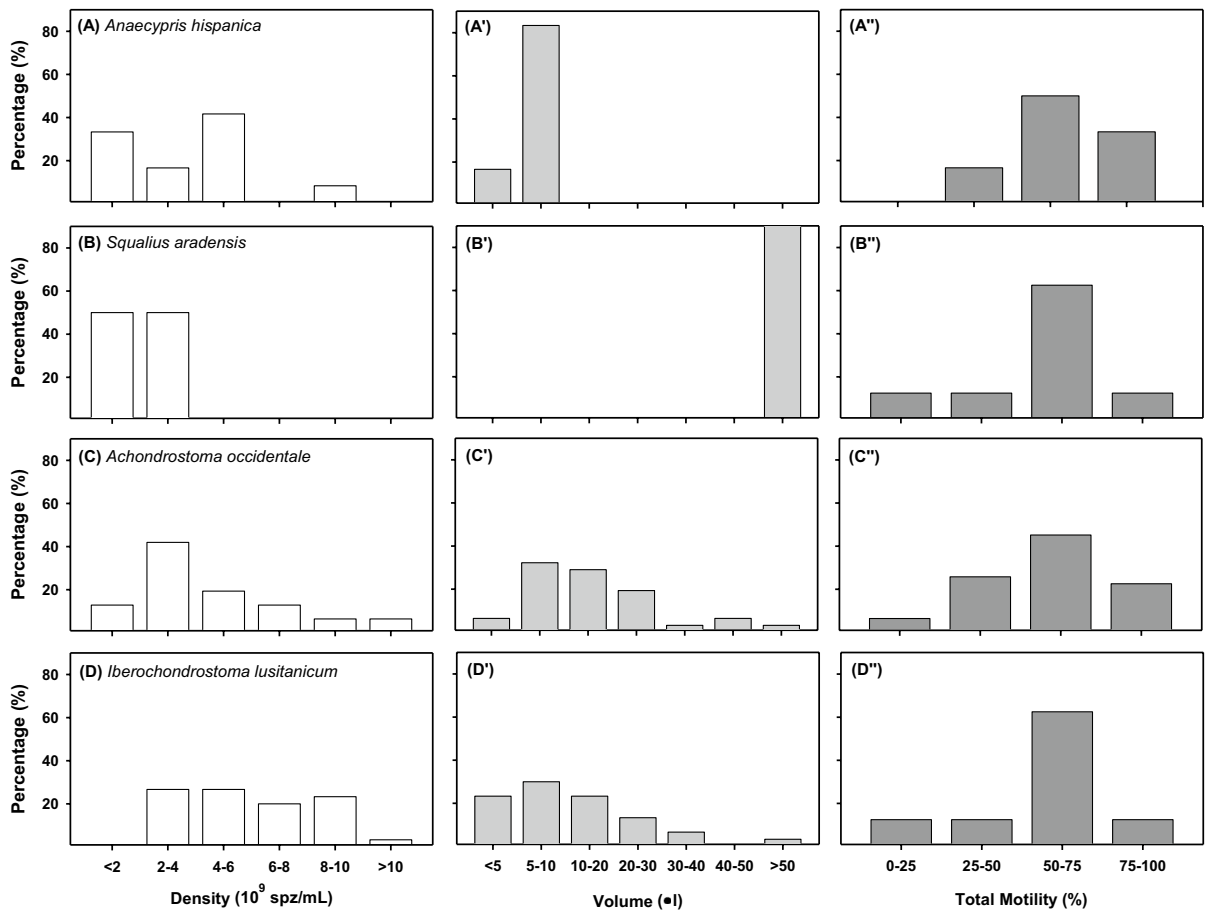 (A) Anaecypris hispanica
(A')
(A'')
Percentage (%)
80
60
40
20
(B) Squalius aradensis
(B')
(B'')
Percentage (%)
80
60
40
20
(C) Achondrostoma occidentale
(C')
(C'')
Percentage (%)
80
60
40
20
(D) Iberochondrostoma lusitanicum
(D')
(D'')
Percentage (%)
80
60
40
20
<2 2-4 4-6 6-8 8-10 >10
<5 5-10 10-20 20-30 30-40 40-50 >50
0-25 25-50 50-75 75-100
Density (10⁹ spz/mL)
Volume (•l)
Total Motility (%)